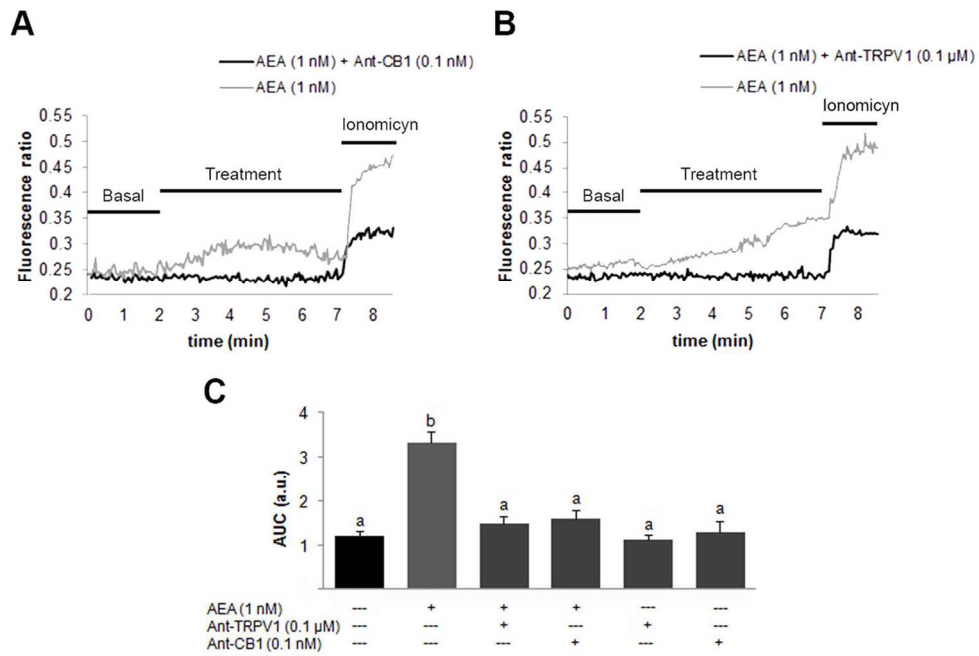 A
AEA (1 nM) + Ant-CB1 (0.1 nM)
AEA (1 nM)
Fluorescence ratio
0.55
0.5
0.45
0.4
0.35
0.3
0.25
0.2
Basal
Treatment
Ionomicyn
0 1 2 3 4 5 6 7 8
time (min)
B
AEA (1 nM) + Ant-TRPV1 (0.1 µM)
AEA (1 nM)
Fluorescence ratio
0.55
0.5
0.45
0.4
0.35
0.3
0.25
0.2
Basal
Treatment
Ionomicyn
0 1 2 3 4 5 6 7 8
time (min)
C
AUC (a.u.)
4
3
2
1
a b a a a a
AEA (1 nM) --- + + + --- ---
Ant-TRPV1 (0.1 µM) --- --- + --- + ---
Ant-CB1 (0.1 nM) --- --- --- + --- +